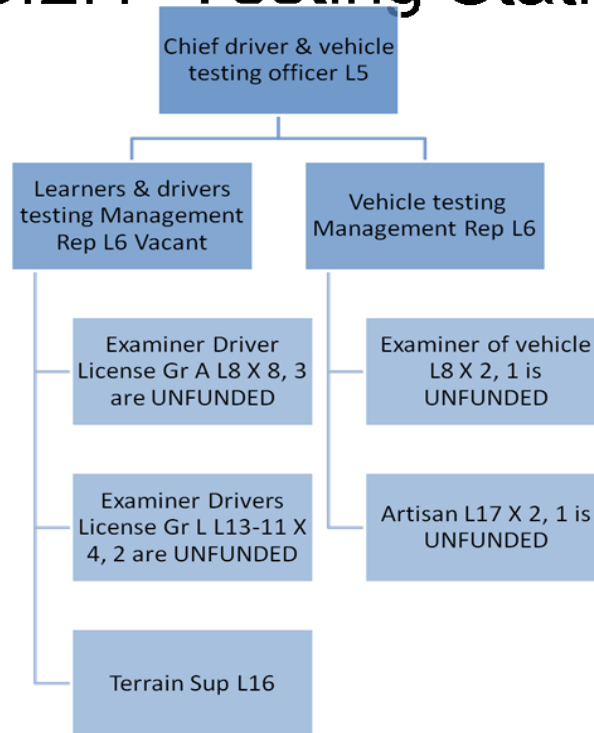 Testing Stati
Chief driver & vehicle
testing officer L5
Learners & drivers
testing Management
Rep L6 Vacant
Vehicle testing
Management Rep L6
Examiner Driver
License Gr A L8 X 8, 3
are UNFUNDED
Examiner of vehicle
L8 X 2, 1 is
UNFUNDED
Examiner Drivers
License Gr L L13-11 X
4, 2 are UNFUNDED
Artisan L17 X 2, 1 is
UNFUNDED
Terrain Sup L16